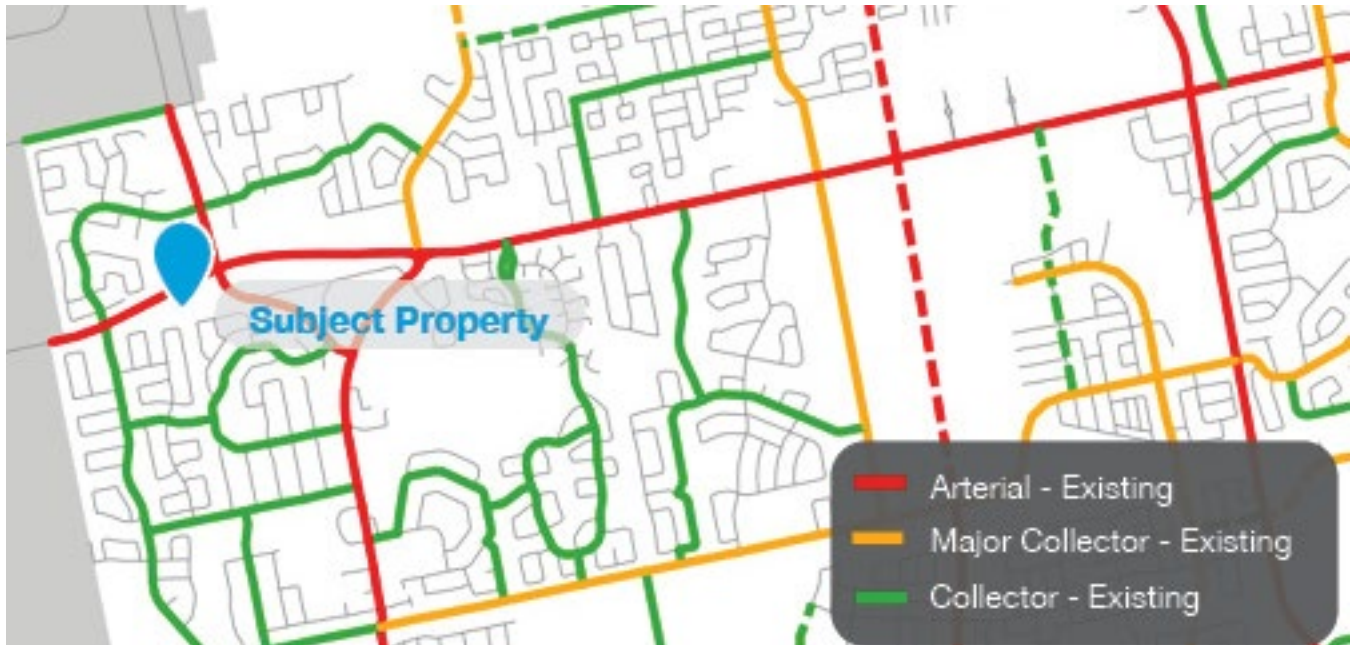 Subject Property
Arterial - Existing
Major Collector - Existing
Collector - Existing